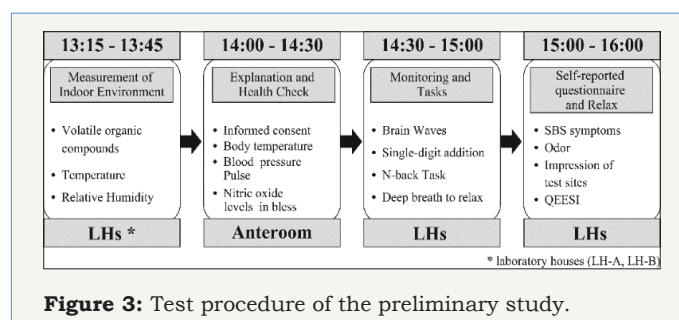 13:15 - 13:45
Measurement of
Indoor Environment
• Volatile organic
compounds
• Temperature
• Relative Humidity
LHs *
14:00 - 14:30
Explanation and
Health Check
• Informed consent
• Body temperature
• Blood pressure
Pulse
• Nitric oxide
levels in bless
Anteroom
14:30 - 15:00
Monitoring and
Tasks
• Brain Waves
• Single-digit addition
• N-back Task
• Deep breath to relax
LHs
15:00 - 16:00
Self-reported
questionnaire
and Relax
• SBS symptoms
• Odor
• Impression of
test sites
• QEESI
LHs
* laboratory houses (LH-A, LH-B)
Figure 3: Test procedure of the preliminary study.